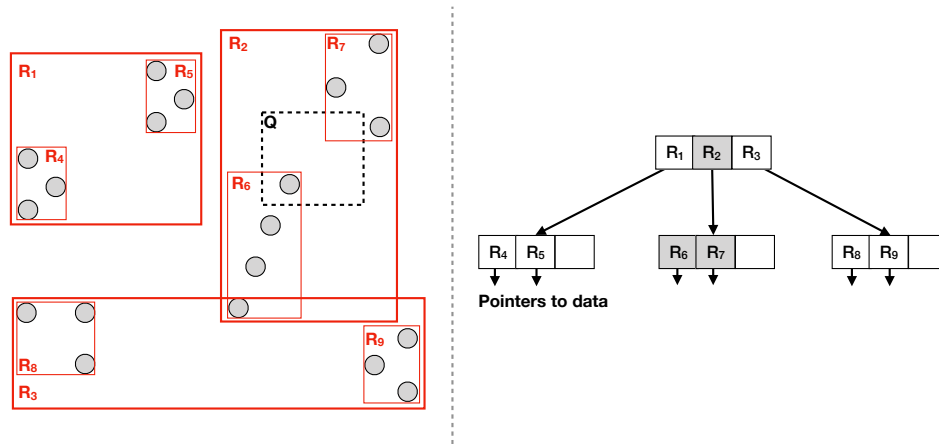 R₁
R₅
R₄
R₂
R₇
Q
R₆
R₈
R₃
R₉
R₁ R₂ R₃
R₄ R₅
R₆ R₇
R₈ R₉
Pointers to data